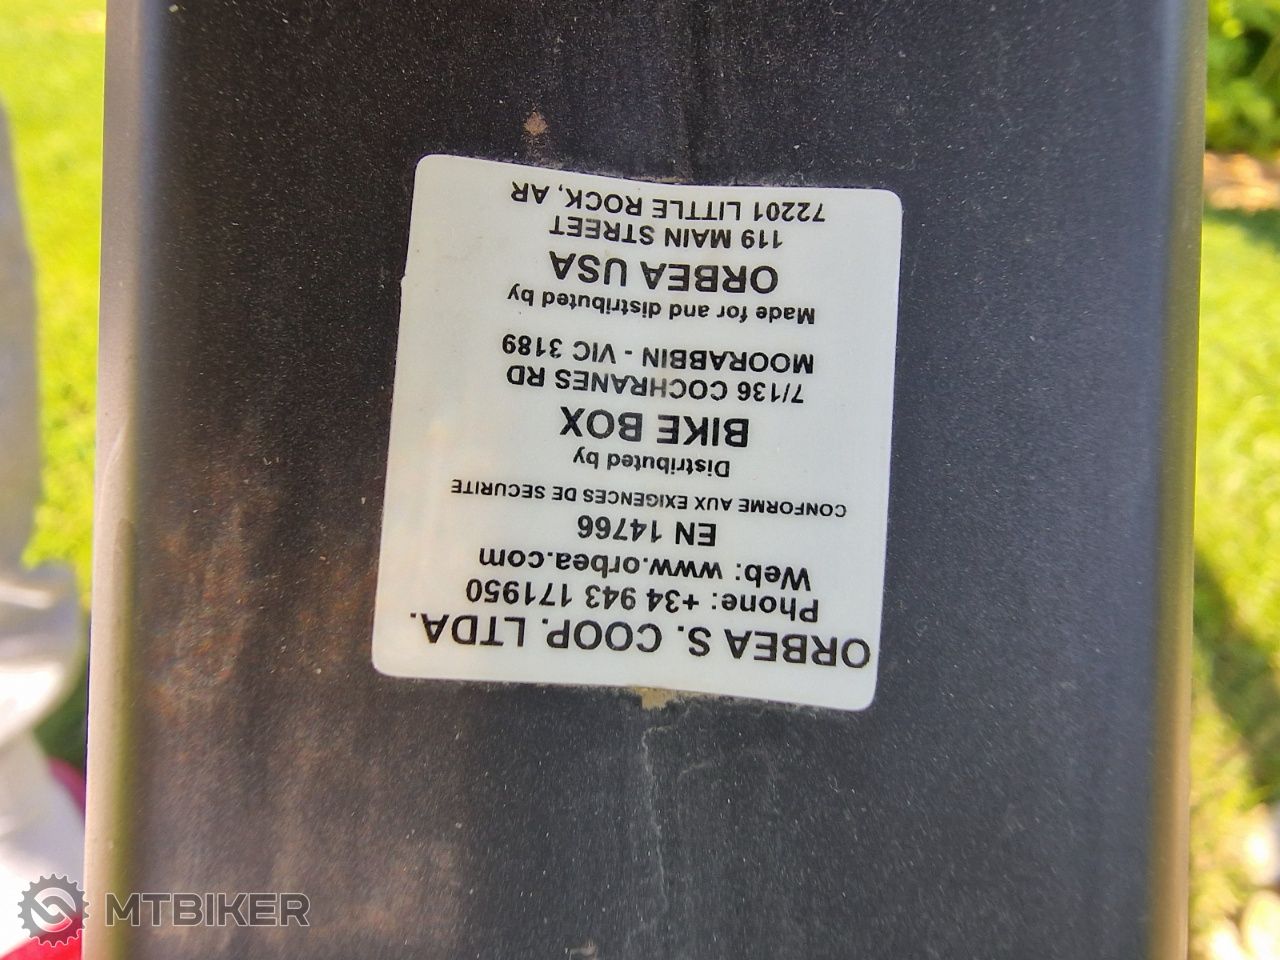 ORBEA S. COOP. LTDA.
Phone: +34 943 171950
Web: www.orbea.com
EN 14766
CONFORME AUX EXIGENCES DE SECURITE
Distributed by
BIKE BOX
7/136 COCHRANES RD
MOORABBIN - VIC 3189
Made for and distributed by
ORBEA USA
119 MAIN STREET
72201 LITTLE ROCK, AR
MTBIKER